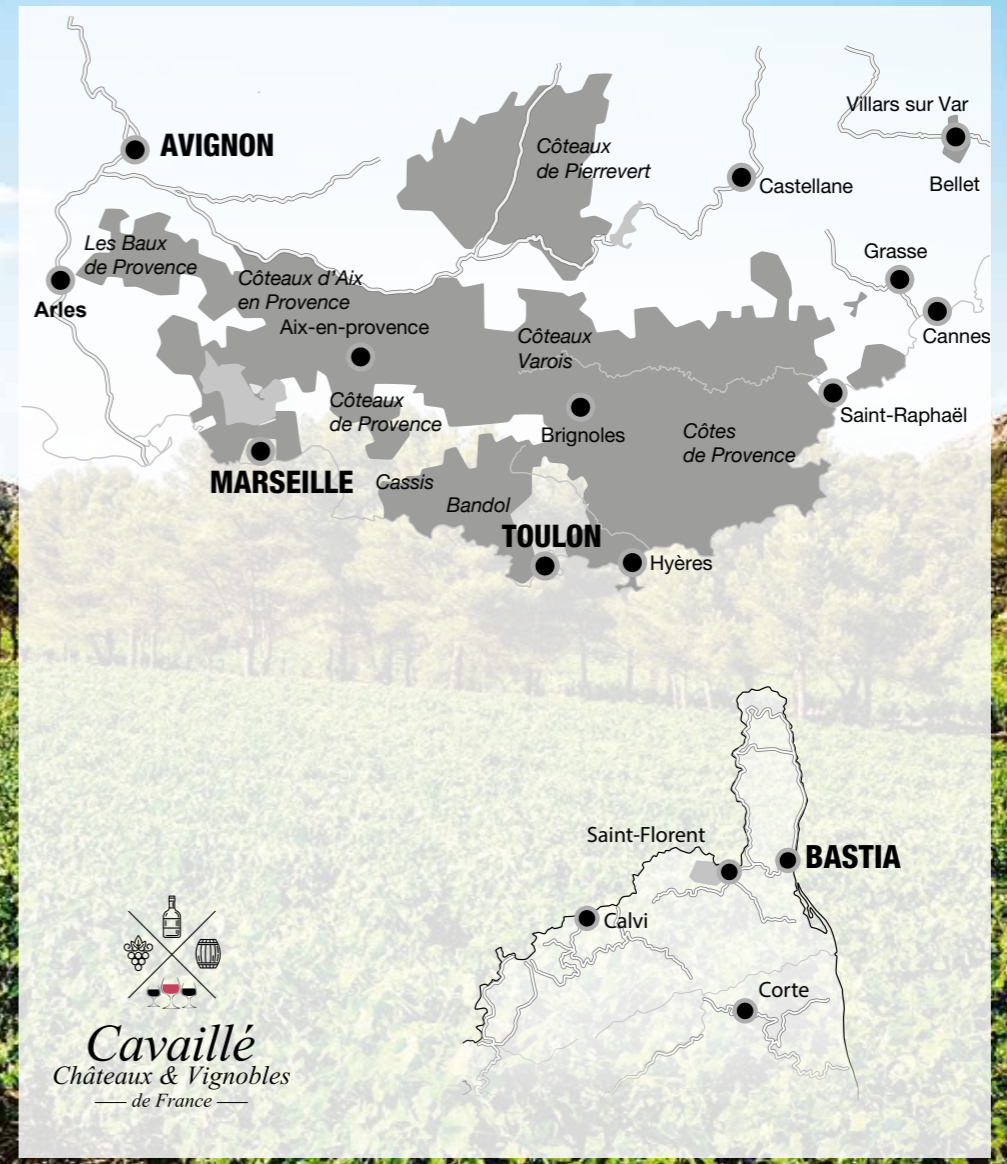 Villars sur Var
AVIGNON
Côteaux
de Pierrevert
Castellane
Bellet
Les Baux
de Provence
Grasse
Côteaux d'Aix
en Provence
Arles
Aix-en-provence
Côteaux
Varois
Cannes
Côteaux
de Provence
Saint-Raphaël
Brignoles
Côtes
de Provence
MARSEILLE
Cassis
Bandol
TOULON
Hyères
Saint-Florent
BASTIA
Calvi
Corte
Cavaillé
Châteaux & Vignobles
de France